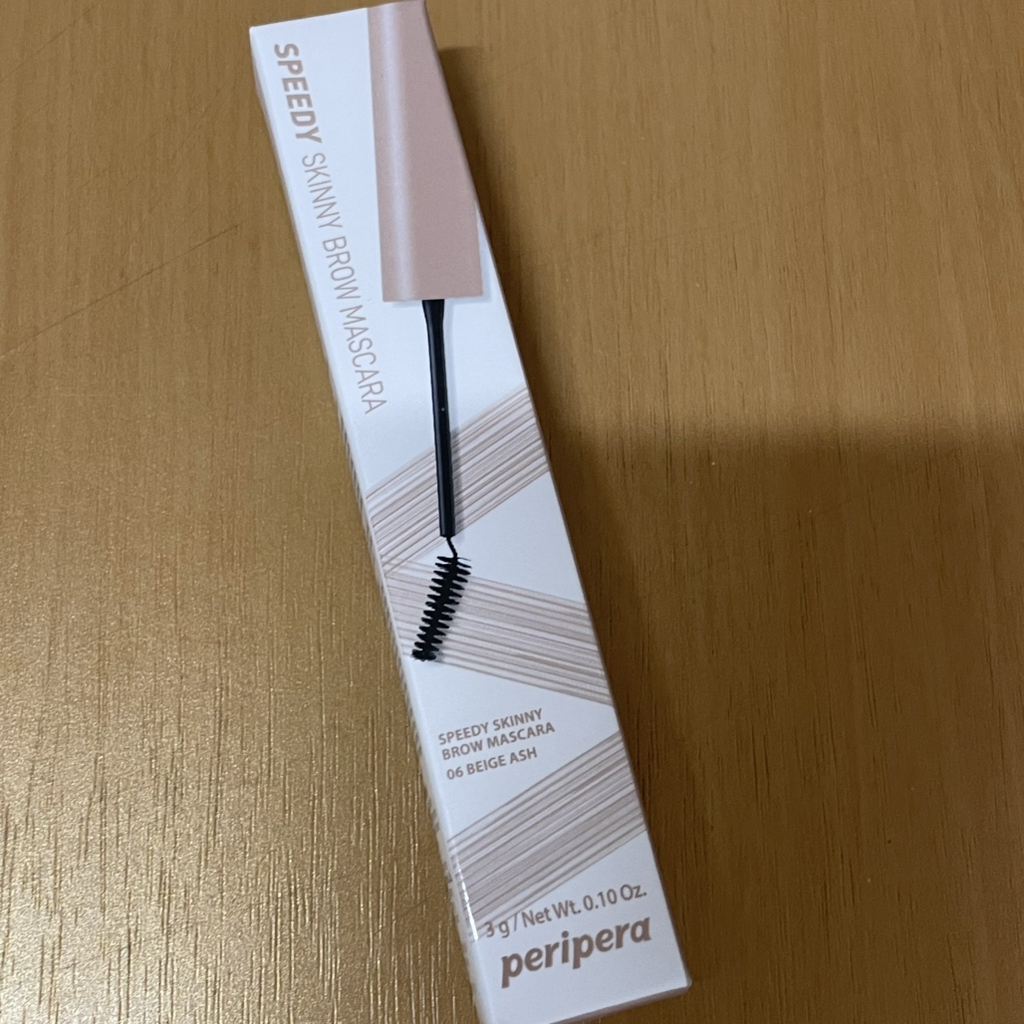 SPEEDY SKINNY BROW MASCARA
SPEEDY SKINNY
BROW MASCARA
06 BEIGE ASH
3 g / Net Wt. 0.10 Oz.
peripera